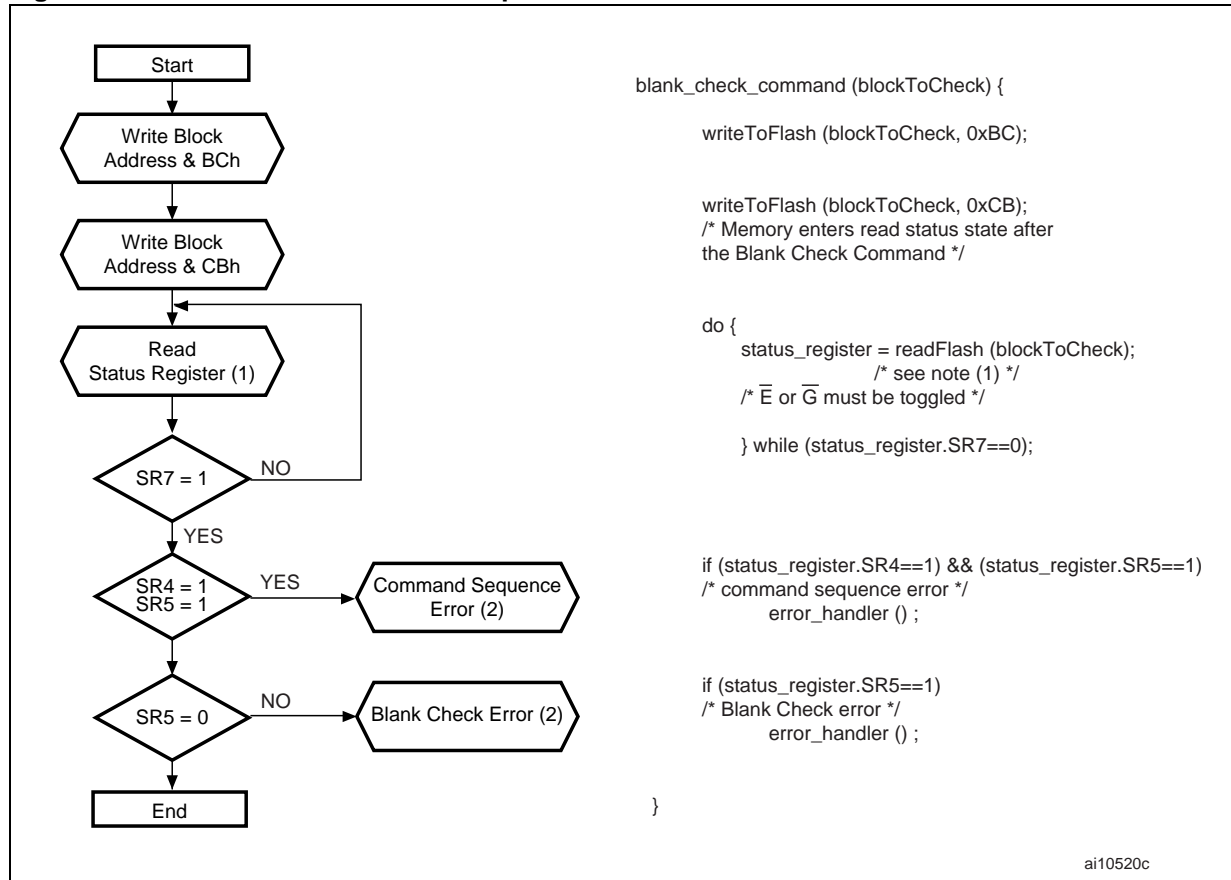 Start
Write Block
Address & BCh
Write Block
Address & CBh
Read
Status Register (1)
SR7 = 1
NO
YES
SR4 = 1
SR5 = 1
YES
Command Sequence
Error (2)
SR5 = 0
NO
Blank Check Error (2)
End
blank_check_command (blockToCheck) {
writeToFlash (blockToCheck, 0xBC);
writeToFlash (blockToCheck, 0xCB);
/* Memory enters read status state after
the Blank Check Command */
do {
status_register = readFlash (blockToCheck);
/* see note (1) */
/* E̅ or G̅ must be toggled */
} while (status_register.SR7==0);
if (status_register.SR4==1) && (status_register.SR5==1)
/* command sequence error */
error_handler () ;
if (status_register.SR5==1)
/* Blank Check error */
error_handler () ;
}
ai10520c